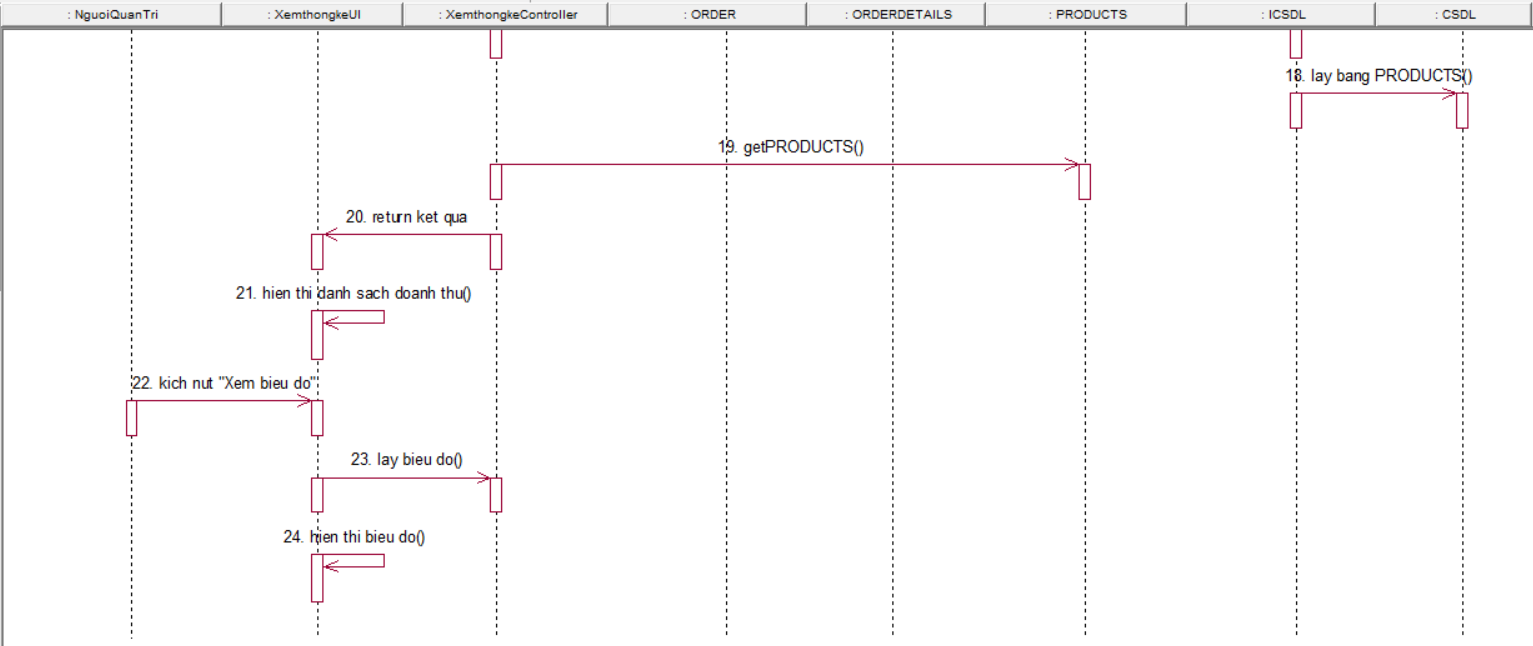 : NguoiQuanTri : XemthongkeUI : XemthongkeController : ORDER : ORDERDETAILS : PRODUCTS : ICSDL : CSDL
18. lay bang PRODUCTS()
19. getPRODUCTS()
20. return ket qua
21. hien thi danh sach doanh thu()
22. kich nut "Xem bieu do"
23. lay bieu do()
24. hien thi bieu do()